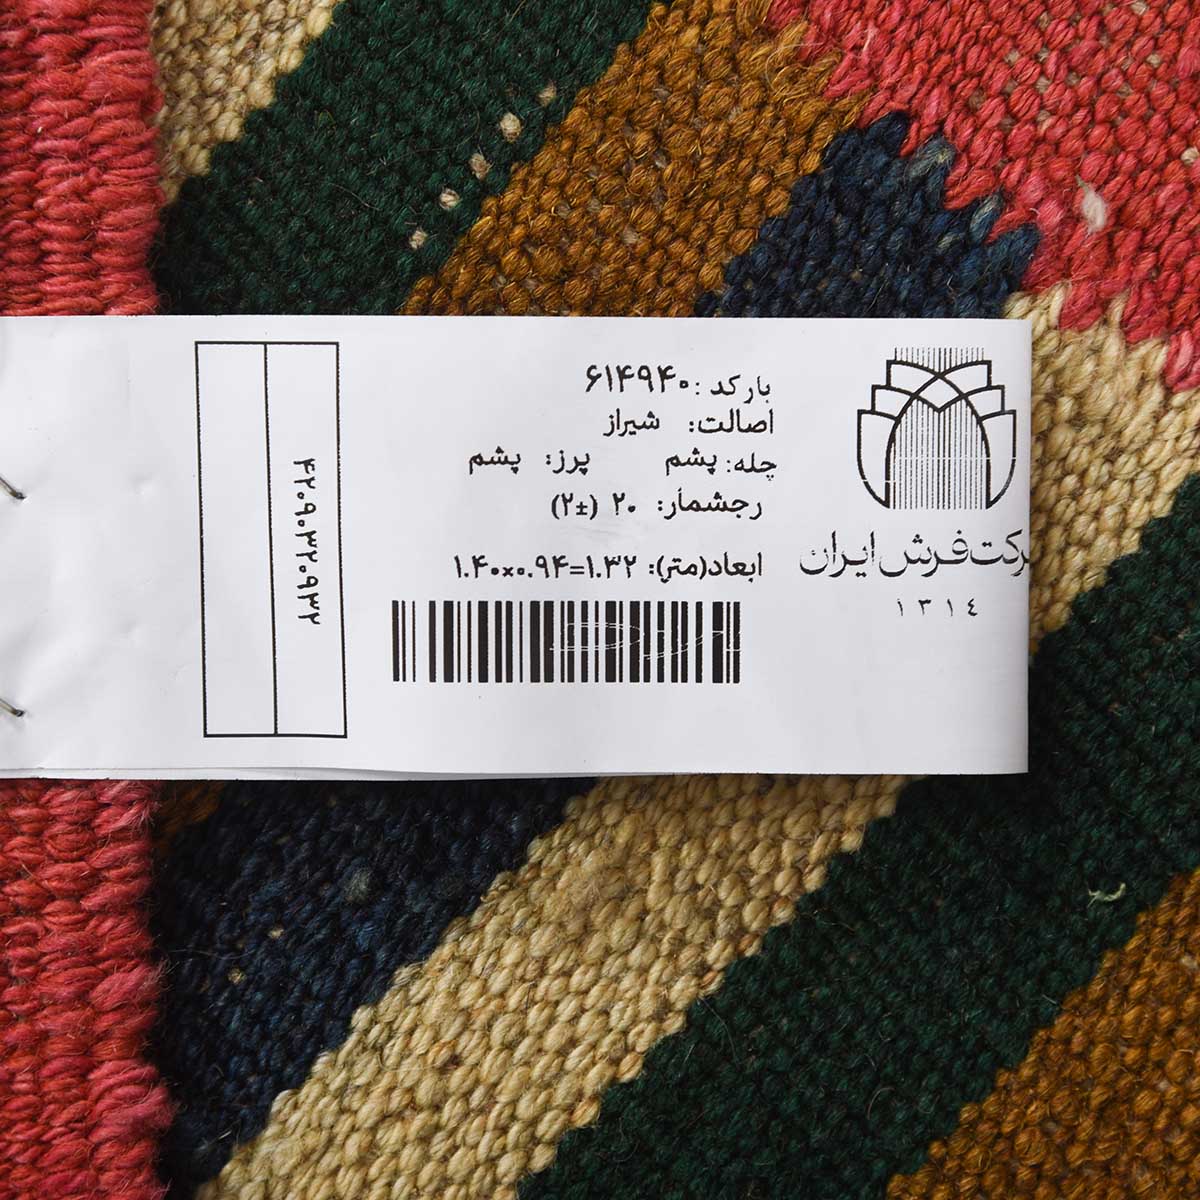 بارکد: ۶۱۴۹۴۰
اصالت: شیراز
چله: پشم پرز: پشم
رجشمار: ۲۰ (±۲)
ابعاد(متر): ۱.۴۰×۰.۹۴=۱.۳۲
رکت فرش ایران
١٣١٤
۴۲۰۹۰۳۲۰۹۳۲